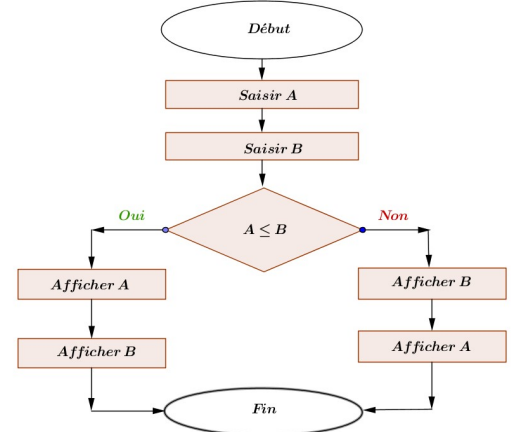 Début
Saisir A
Saisir B
A ≤ B
Oui
Non
Afficher A
Afficher B
Afficher B
Afficher A
Fin